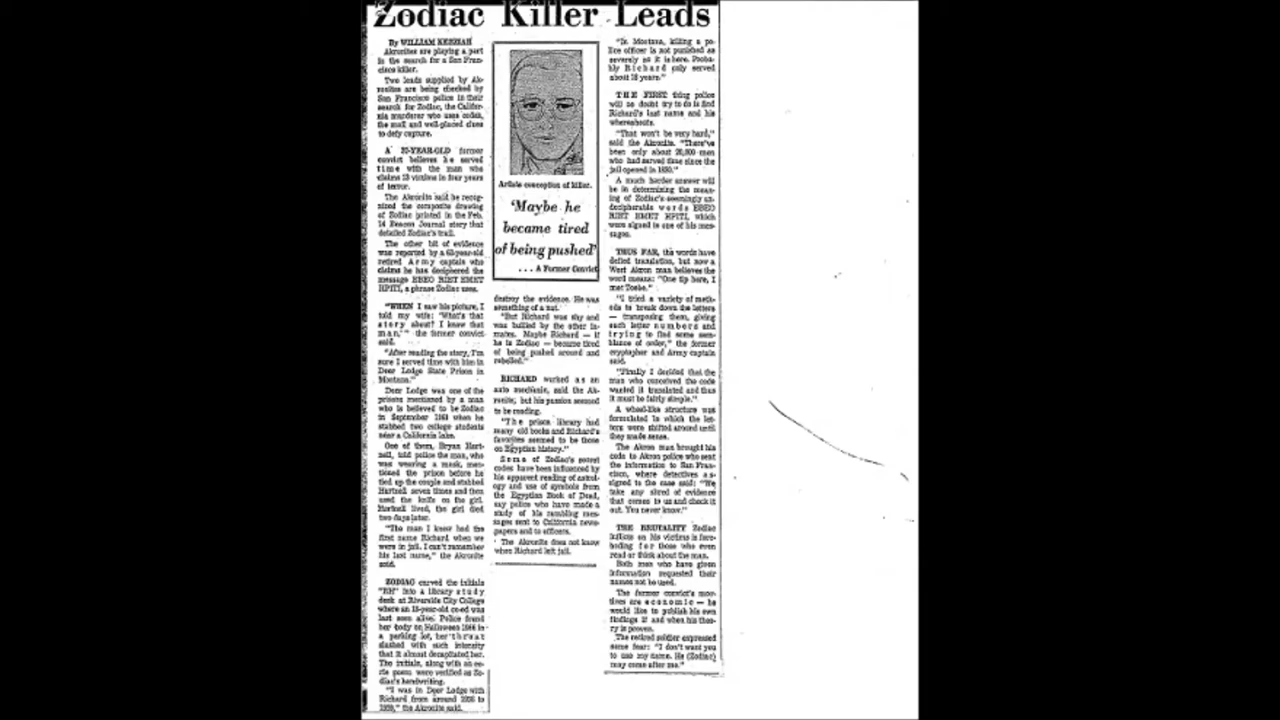 Zodiac Killer Leads
By WILLIAM
Akronites are playing a part
in the search for a San Fran-
cisco killer.
Two leads supplied by Ak-
ronites are being checked by
San Francisco police in their
search for Zodiac, the Califor-
nia murderer who uses codes,
the mail and well-placed clues
to defy capture.
A -YEAR-OLD former
convict believes he served
time with the man who
claims 13 victims in four years
of terror.
The Akronite said he recog-
nized the composite drawing
of Zodiac printed in the Feb.
14 Beacon Journal story that
detailed Zodiac's trail.
The other bit of evidence
was reported by a -year-old
retired Army captain who
claims he has deciphered the
message EBEO RIET EMET
HPITI, a phrase Zodiac uses.
"WHEN I saw his picture, I
told my wife: 'What's that
story about? I knew that
man,'" the former convict
said.
"After reading the story, I'm
sure I served time with him in
Deer Lodge State Prison in
Montana."
Deer Lodge was one of the
prisons mentioned by a man
who is believed to be Zodiac
in September 1969 when he
stabbed two college students
near a California lake.
One of them, Bryan Hart-
nell, told police the man, who
was wearing a mask, men-
tioned the prison before he
tied up the couple and stabbed
Hartnell seven times and then
used the knife on the girl.
Hartnell lived, the girl died
two days later.
"The man I knew had the
first name Richard when we
were in jail. I can't remember
his last name," the Akronite
said.
ZODIAC carved the initials
"RH" into a library study
desk at Riverside City College
where an 18-year-old co-ed was
last seen alive. Police found
her body on Halloween 1966 in
a parking lot, her throat
slashed with such intensity
that it almost decapitated her.
The initials, along with an ee-
rie poem were verified as Zo-
diac's handwriting.
"I was in Deer Lodge with
Richard from around to
," the Akronite said.
Artists conception of killer.
'Maybe he
became tired
of being pushed'
. . . A Former Convict
destroy the evidence. He was
something of a nut.
"But Richard was shy and
was bullied by the other in-
mates. Maybe Richard — if
he is Zodiac — became tired
of being pushed around and
rebelled."
RICHARD worked as an
auto mechanic, said the Ak-
ronite, but his passion seemed
to be reading.
"The prison library had
many old books and Richard's
favorites seemed to be those
on Egyptian history."
Some of Zodiac's secret
codes have been influenced by
his apparent reading of astrol-
ogy and use of symbols from
the Egyptian Book of Dead,
say police who have made a
study of his rambling mes-
sages sent to California news-
papers and to officers.
The Akronite does not know
when Richard left jail.
"In Montana, killing a po-
lice officer is not punished as
severely as it is here. Proba-
bly Richard only served
about years."
THE FIRST thing police
will no doubt try to do is find
Richard's last name and his
whereabouts.
"That won't be very hard,"
said the Akronite. "There've
been only about 20,000 men
who had served time since the
jail opened in ."
A much harder answer will
be in determining the mean-
ing of Zodiac's seemingly un-
decipherable words EBEO
RIET EMET HPITI, which
were signed in one of his mes-
sages.
THUS FAR, the words have
defied translation, but now a
West Akron man believes the
word means: "One tip here, I
met Toebe."
"I tried a variety of meth-
ods to break down the letters
— transposing them, giving
each letter numbers and
trying to find some sem-
blance of order," the former
cryptapher and Army captain
said.
"Finally I decided that the
man who conceived the code
wanted it translated and thus
it must be fairly simple."
A wheel-like structure was
formulated in which the let-
ters were shifted around until
they made sense.
The Akron man brought his
code to Akron police who sent
the information to San Fran-
cisco, where detectives as-
signed to the case said: "We
take any shred of evidence
that comes to us and check it
out. You never know."
THE BRUTALITY Zodiac
inflicts on his victims is fore-
boding for those who even
read or think about the man.
Both men who have given
information requested their
names not be used.
The former convict's mo-
tives are economic — he
would like to publish his own
findings if and when his theo-
ry is proven.
The retired soldier expressed
some fear: "I don't want you
to use my name. He (Zodiac)
may come after me."